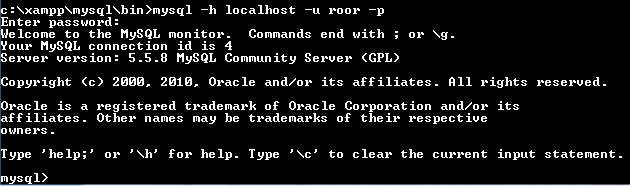 c:\xampp\mysql\bin>mysql -h localhost -u roor -p
Enter password:
Welcome to the MySQL monitor.  Commands end with ; or \g.
Your MySQL connection id is 4
Server version: 5.5.8 MySQL Community Server (GPL)
Copyright (c) 2000, 2010, Oracle and/or its affiliates. All rights reserved.
Oracle is a registered trademark of Oracle Corporation and/or its
affiliates. Other names may be trademarks of their respective
owners.
Type 'help;' or '\h' for help. Type '\c' to clear the current input statement.
mysql>